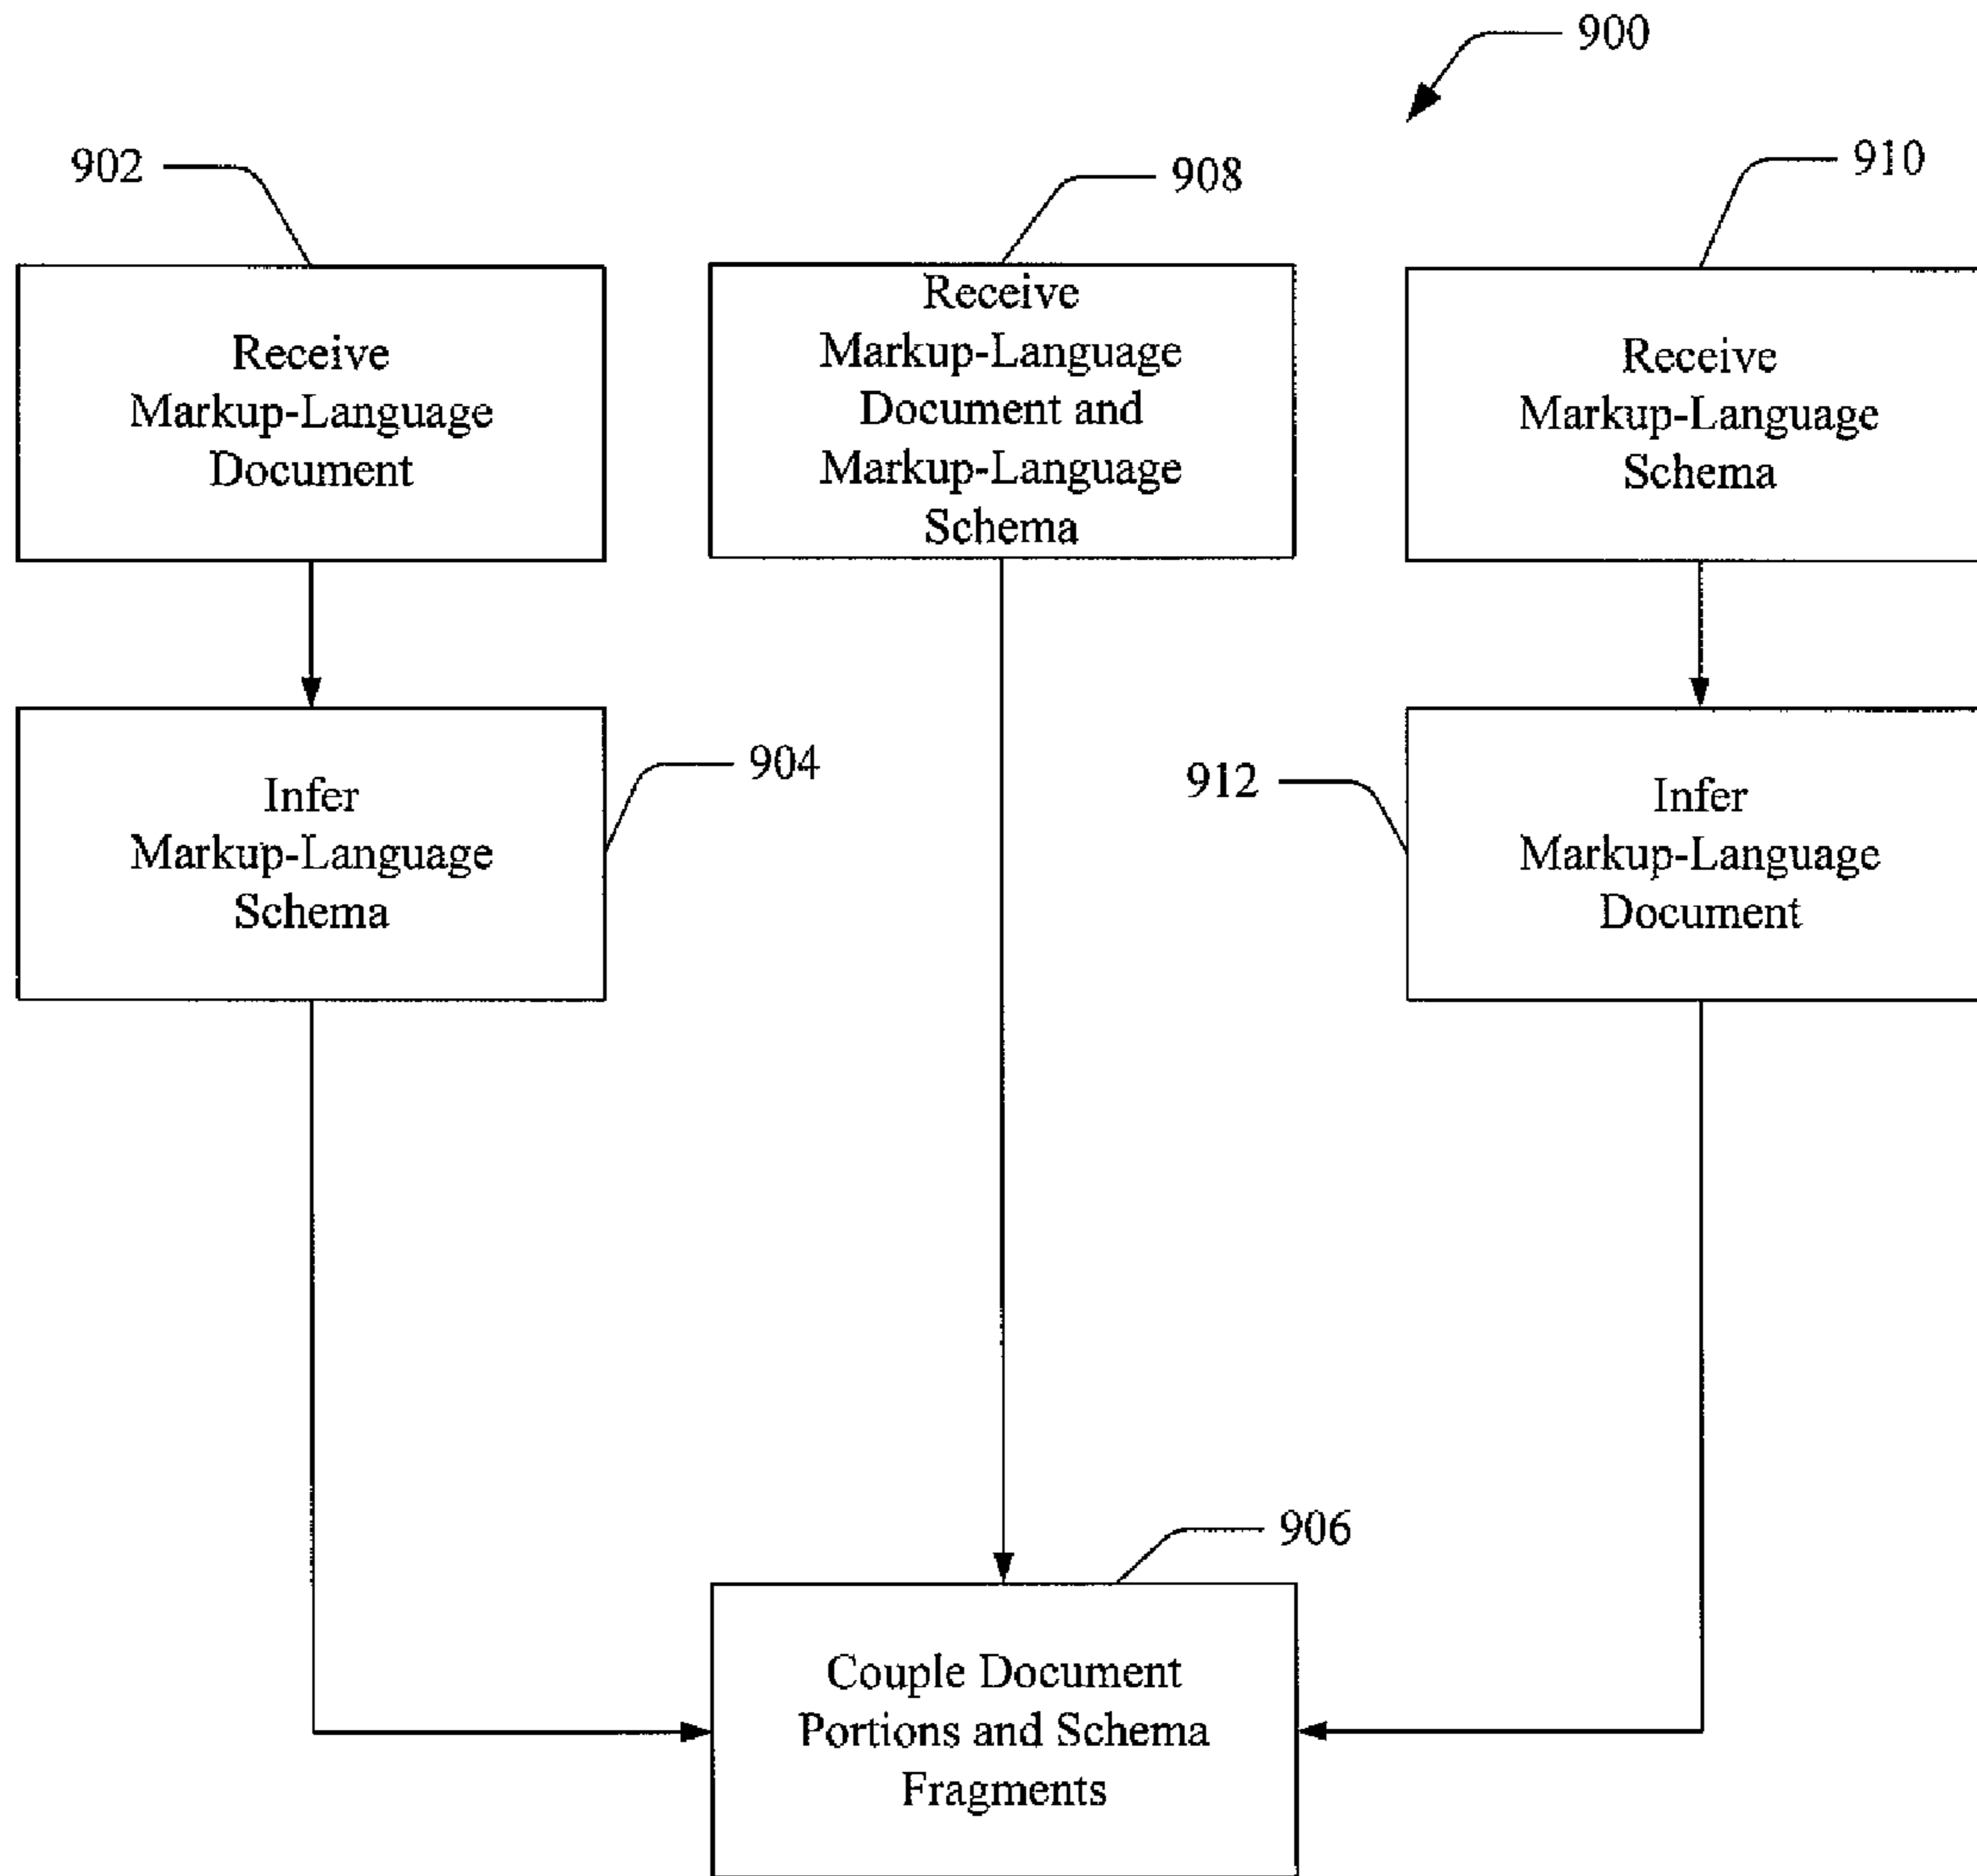 900
902
908
910
Receive
Markup-Language
Document
Receive
Markup-Language
Document and
Markup-Language
Schema
Receive
Markup-Language
Schema
904
912
Infer
Markup-Language
Schema
Infer
Markup-Language
Document
906
Couple Document
Portions and Schema
Fragments